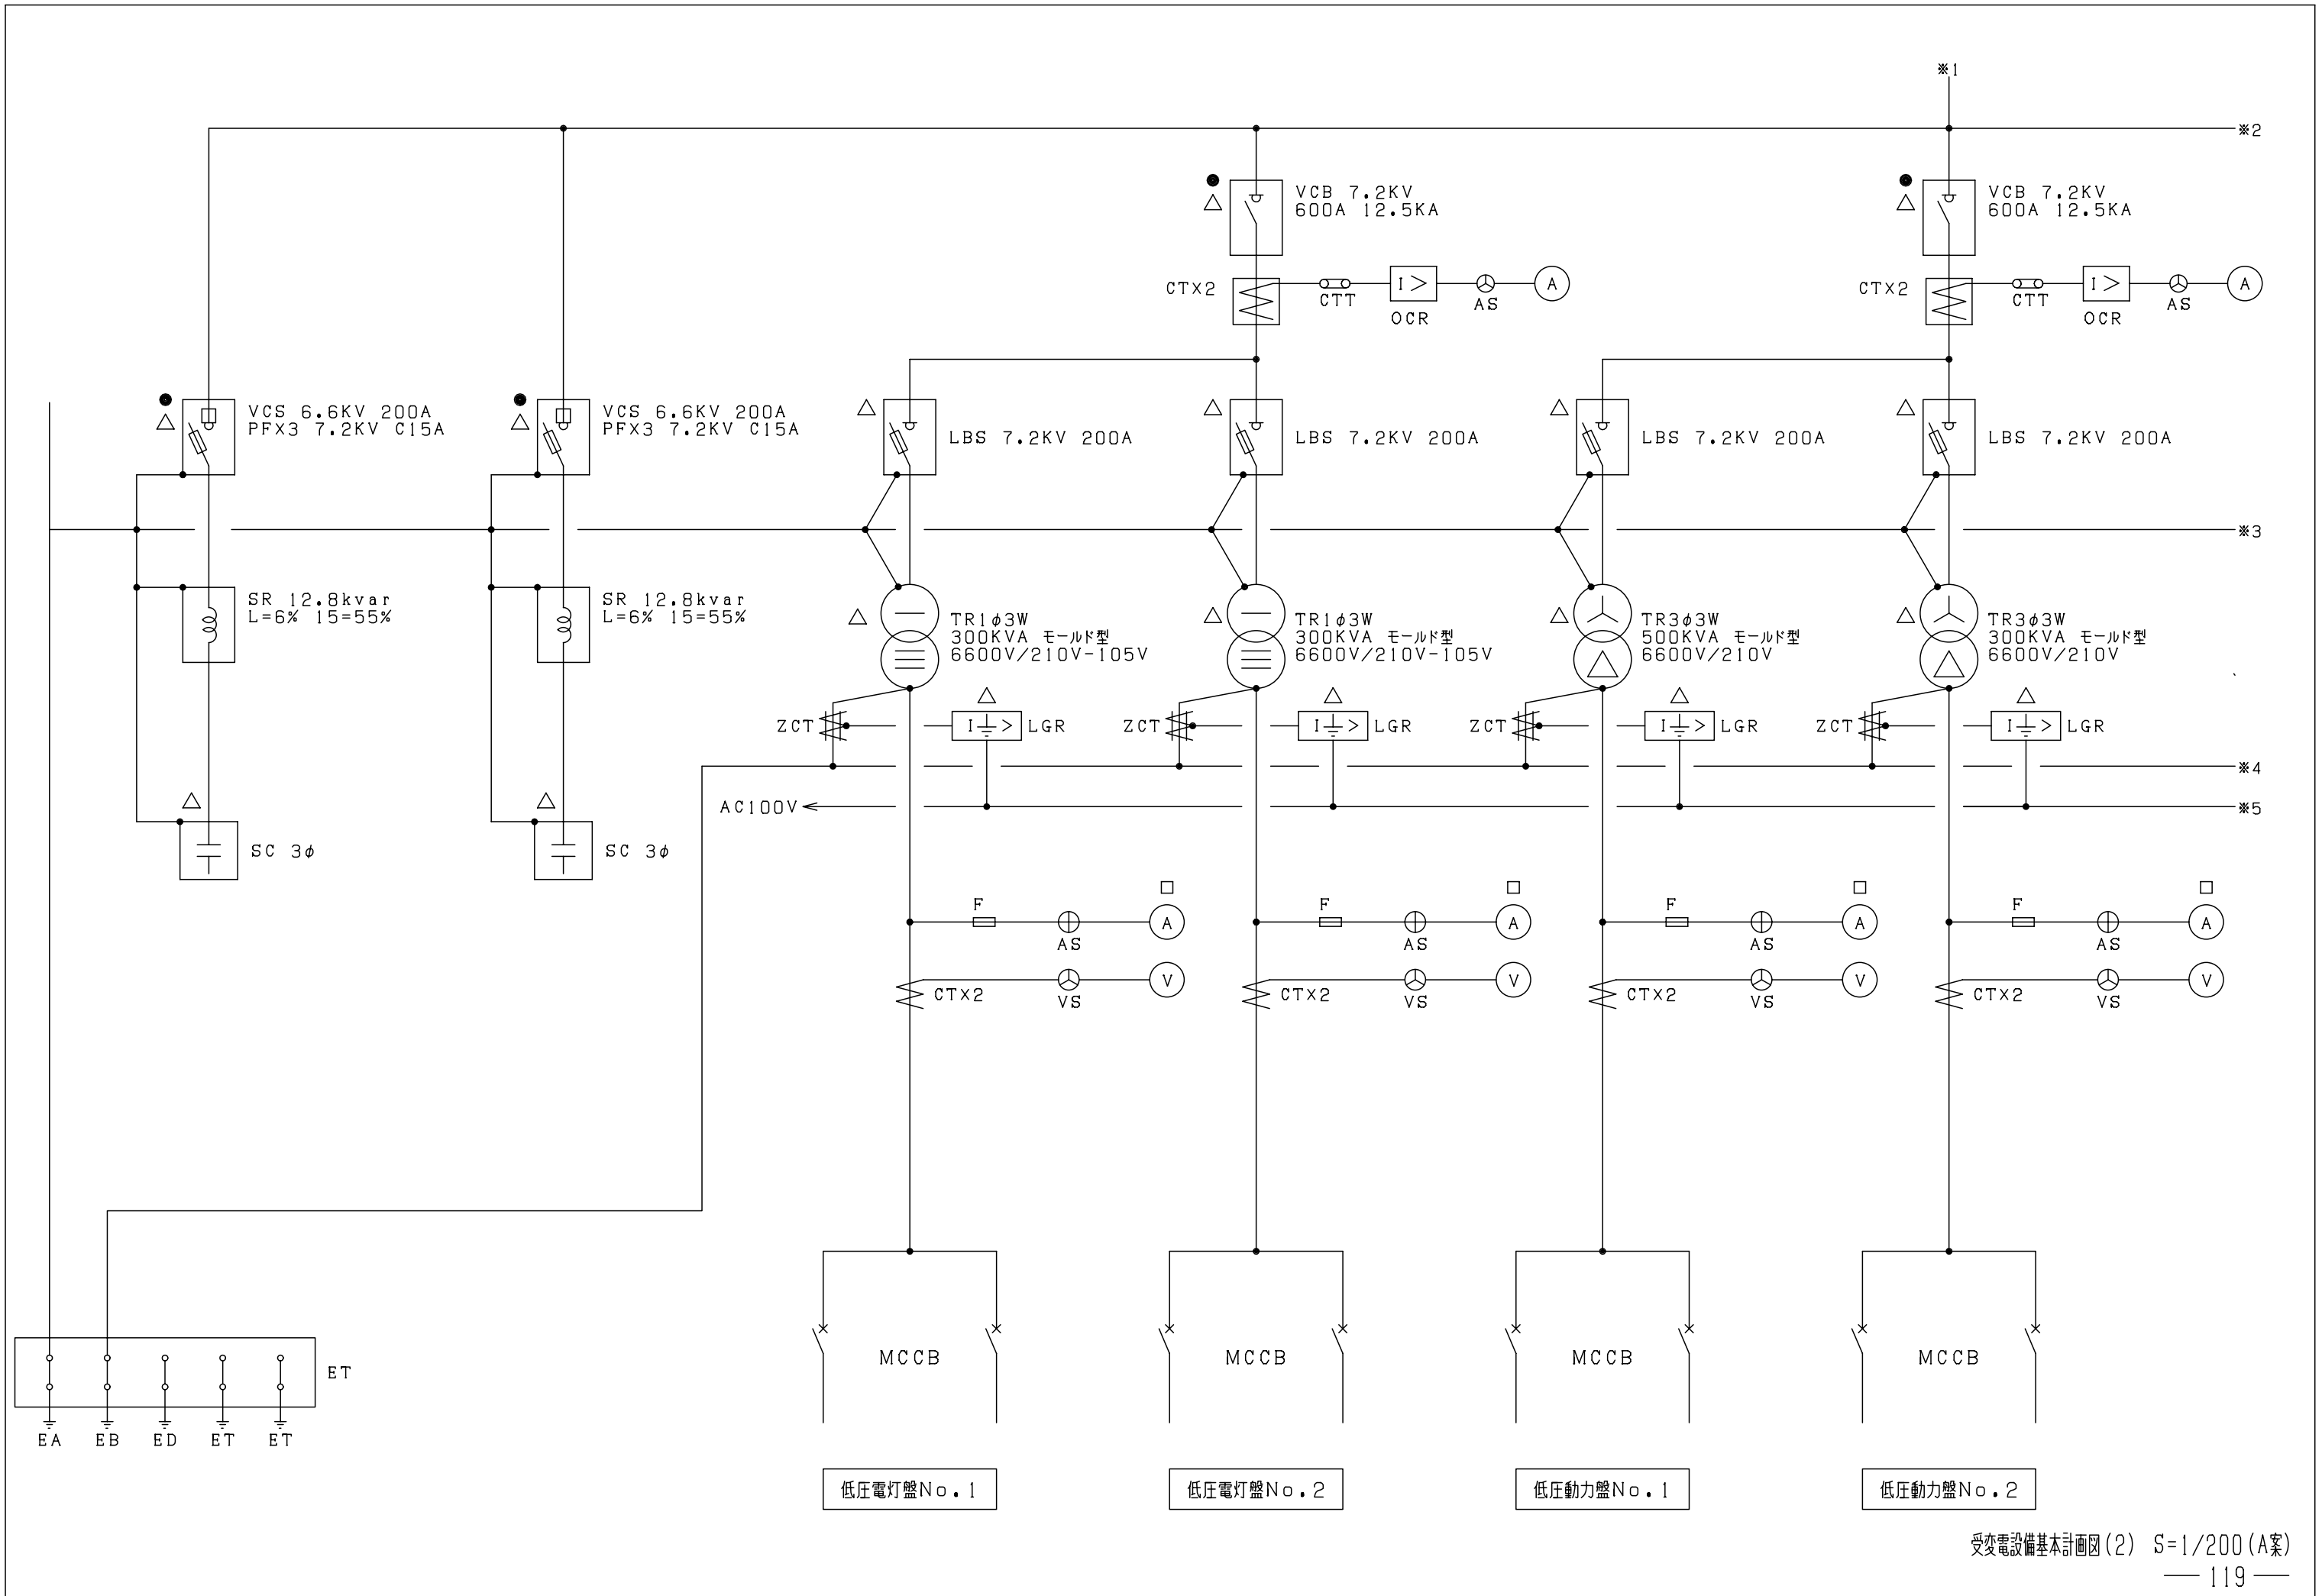 ※1
※2
VCB 7.2KV
600A 12.5KA
VCB 7.2KV
600A 12.5KA
CTX2
CTT
I>
OCR
AS
A
CTX2
CTT
I>
OCR
AS
A
VCS 6.6KV 200A
PFX3 7.2KV C15A
VCS 6.6KV 200A
PFX3 7.2KV C15A
LBS 7.2KV 200A
LBS 7.2KV 200A
LBS 7.2KV 200A
LBS 7.2KV 200A
※3
SR 12.8kvar
L=6% 15=55%
SR 12.8kvar
L=6% 15=55%
TR1φ3W
300KVA モールド型
6600V/210V-105V
TR1φ3W
300KVA モールド型
6600V/210V-105V
TR3φ3W
500KVA モールド型
6600V/210V
TR3φ3W
300KVA モールド型
6600V/210V
ZCT
I>
LGR
ZCT
I>
LGR
ZCT
I>
LGR
ZCT
I>
LGR
※4
AC100V
※5
SC 3φ
SC 3φ
F
AS
A
F
AS
A
F
AS
A
F
AS
A
CTX2
VS
V
CTX2
VS
V
CTX2
VS
V
CTX2
VS
V
MCCB
MCCB
MCCB
MCCB
ET
EA EB ED ET ET
低圧電灯盤No.1
低圧電灯盤No.2
低圧動力盤No.1
低圧動力盤No.2
受変電設備基本計画図(2) S=1/200(A案)
— 119 —